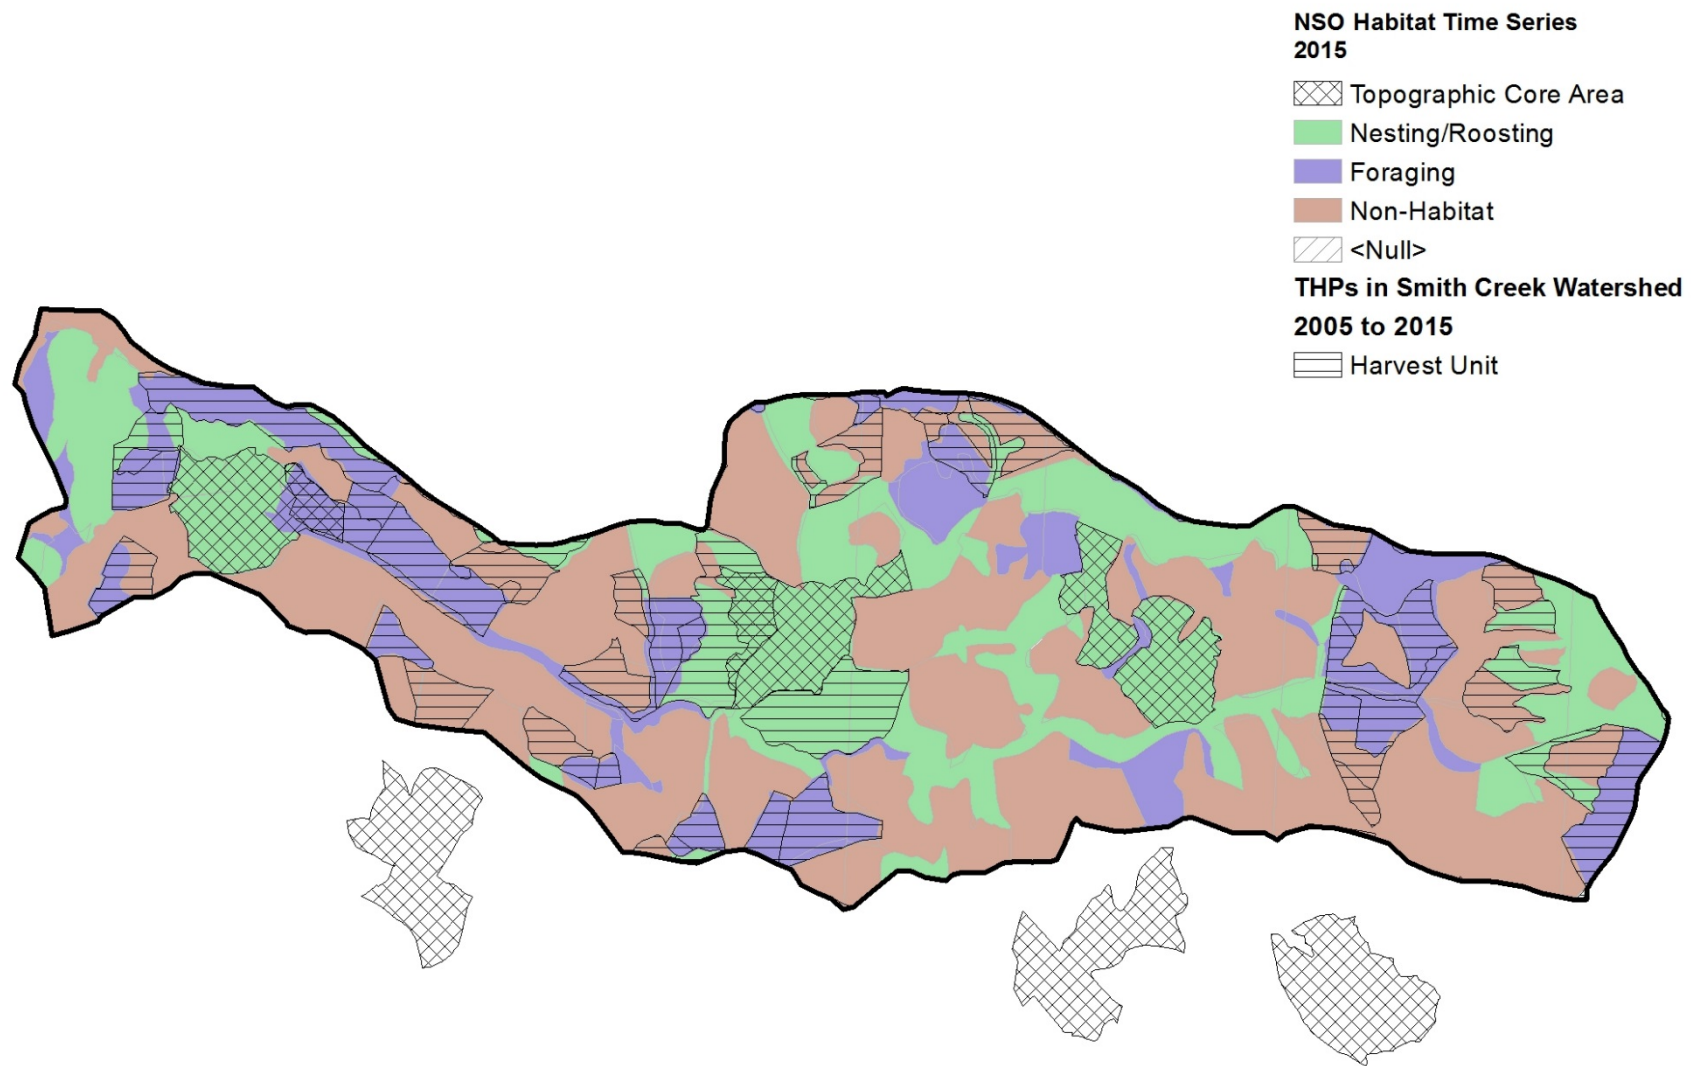 NSO Habitat Time Series
2015
Topographic Core Area
Nesting/Roosting
Foraging
Non-Habitat
<Null>
THPs in Smith Creek Watershed
2005 to 2015
Harvest Unit